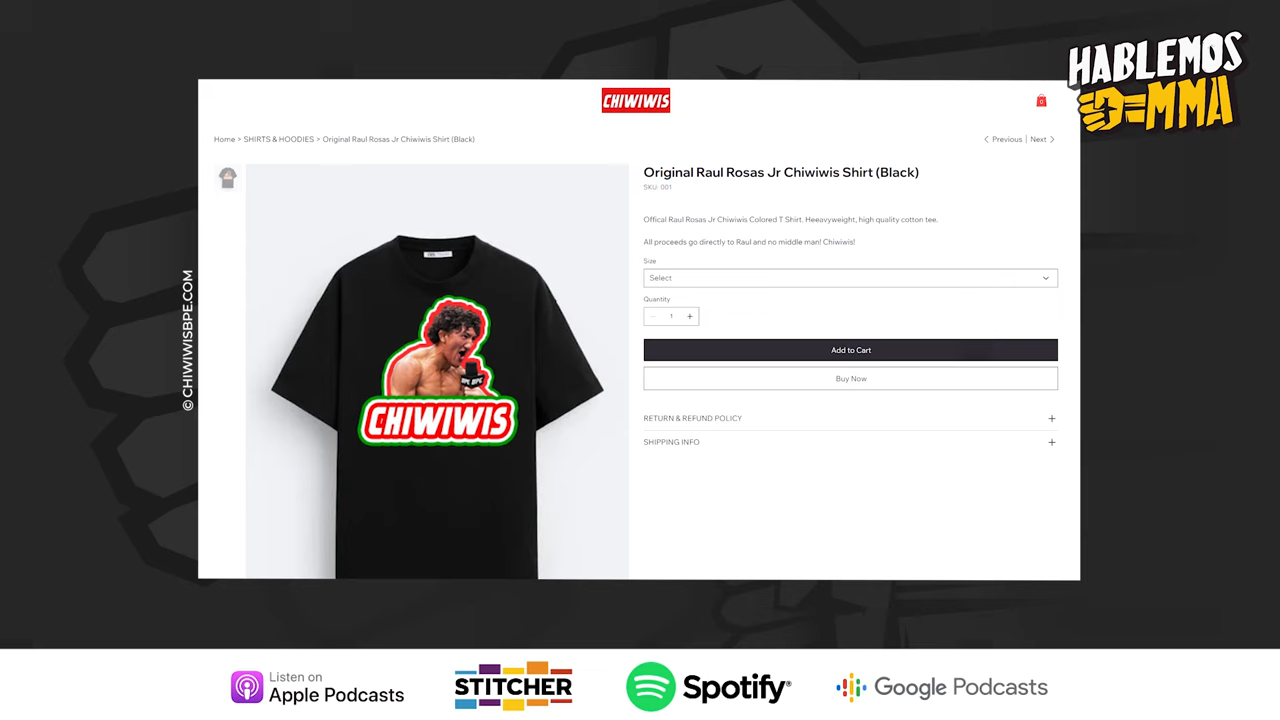 HABLEMOS
MMA
CHIWIWIS
0
Home > SHIRTS & HOODIES > Original Raul Rosas Jr Chiwiwis Shirt (Black)
Previous | Next
Original Raul Rosas Jr Chiwiwis Shirt (Black)
SKU: 001
Offical Raul Rosas Jr Chiwiwis Colored T Shirt. Heeavyweight, high quality cotton tee.
All proceeds go directly to Raul and no middle man! Chiwiwis!
Size
Select
Quantity
1
Add to Cart
Buy Now
RETURN & REFUND POLICY
SHIPPING INFO
CHIWIWIS
© CHIWIWISBPE.COM
Listen on
Apple Podcasts
STITCHER
Spotify®
Google Podcasts